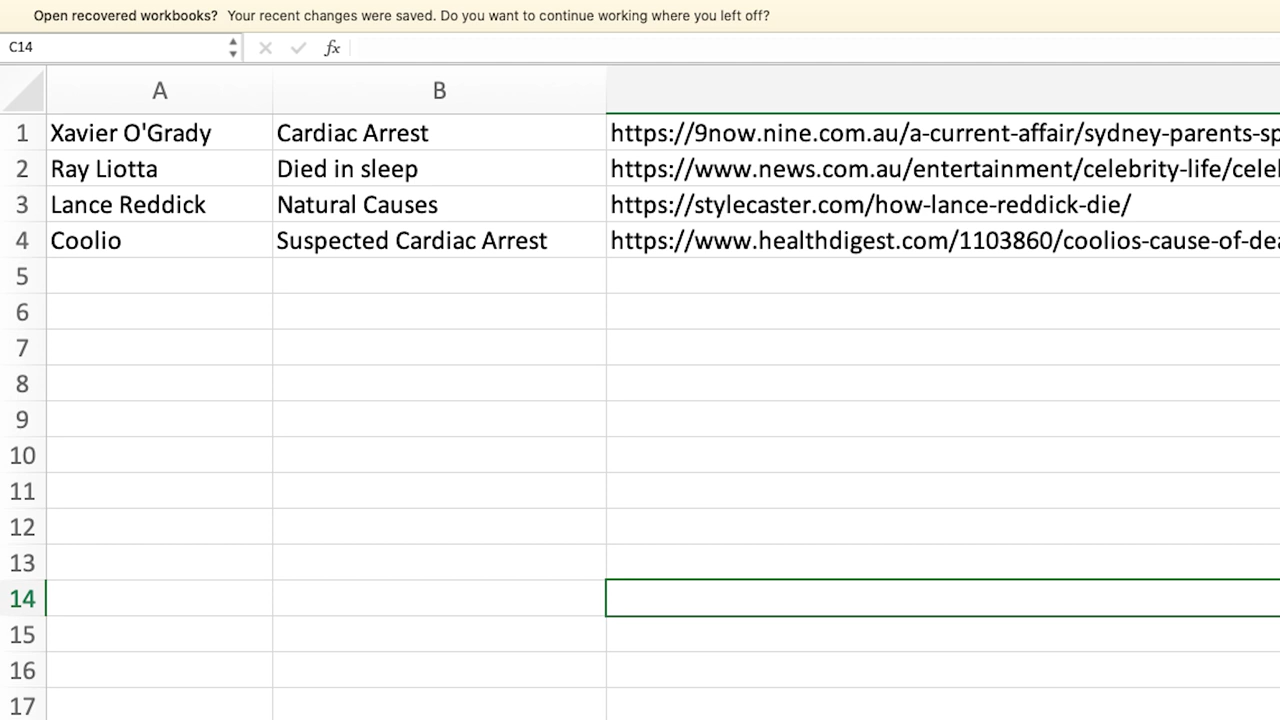 Open recovered workbooks? Your recent changes were saved. Do you want to continue working where you left off?
C14 fx
A B
1 Xavier O'Grady Cardiac Arrest https://9now.nine.com.au/a-current-affair/sydney-parents-sp
2 Ray Liotta Died in sleep https://www.news.com.au/entertainment/celebrity-life/celel
3 Lance Reddick Natural Causes https://stylecaster.com/how-lance-reddick-die/
4 Coolio Suspected Cardiac Arrest https://www.healthdigest.com/1103860/coolios-cause-of-dea
5
6
7
8
9
10
11
12
13
14
15
16
17